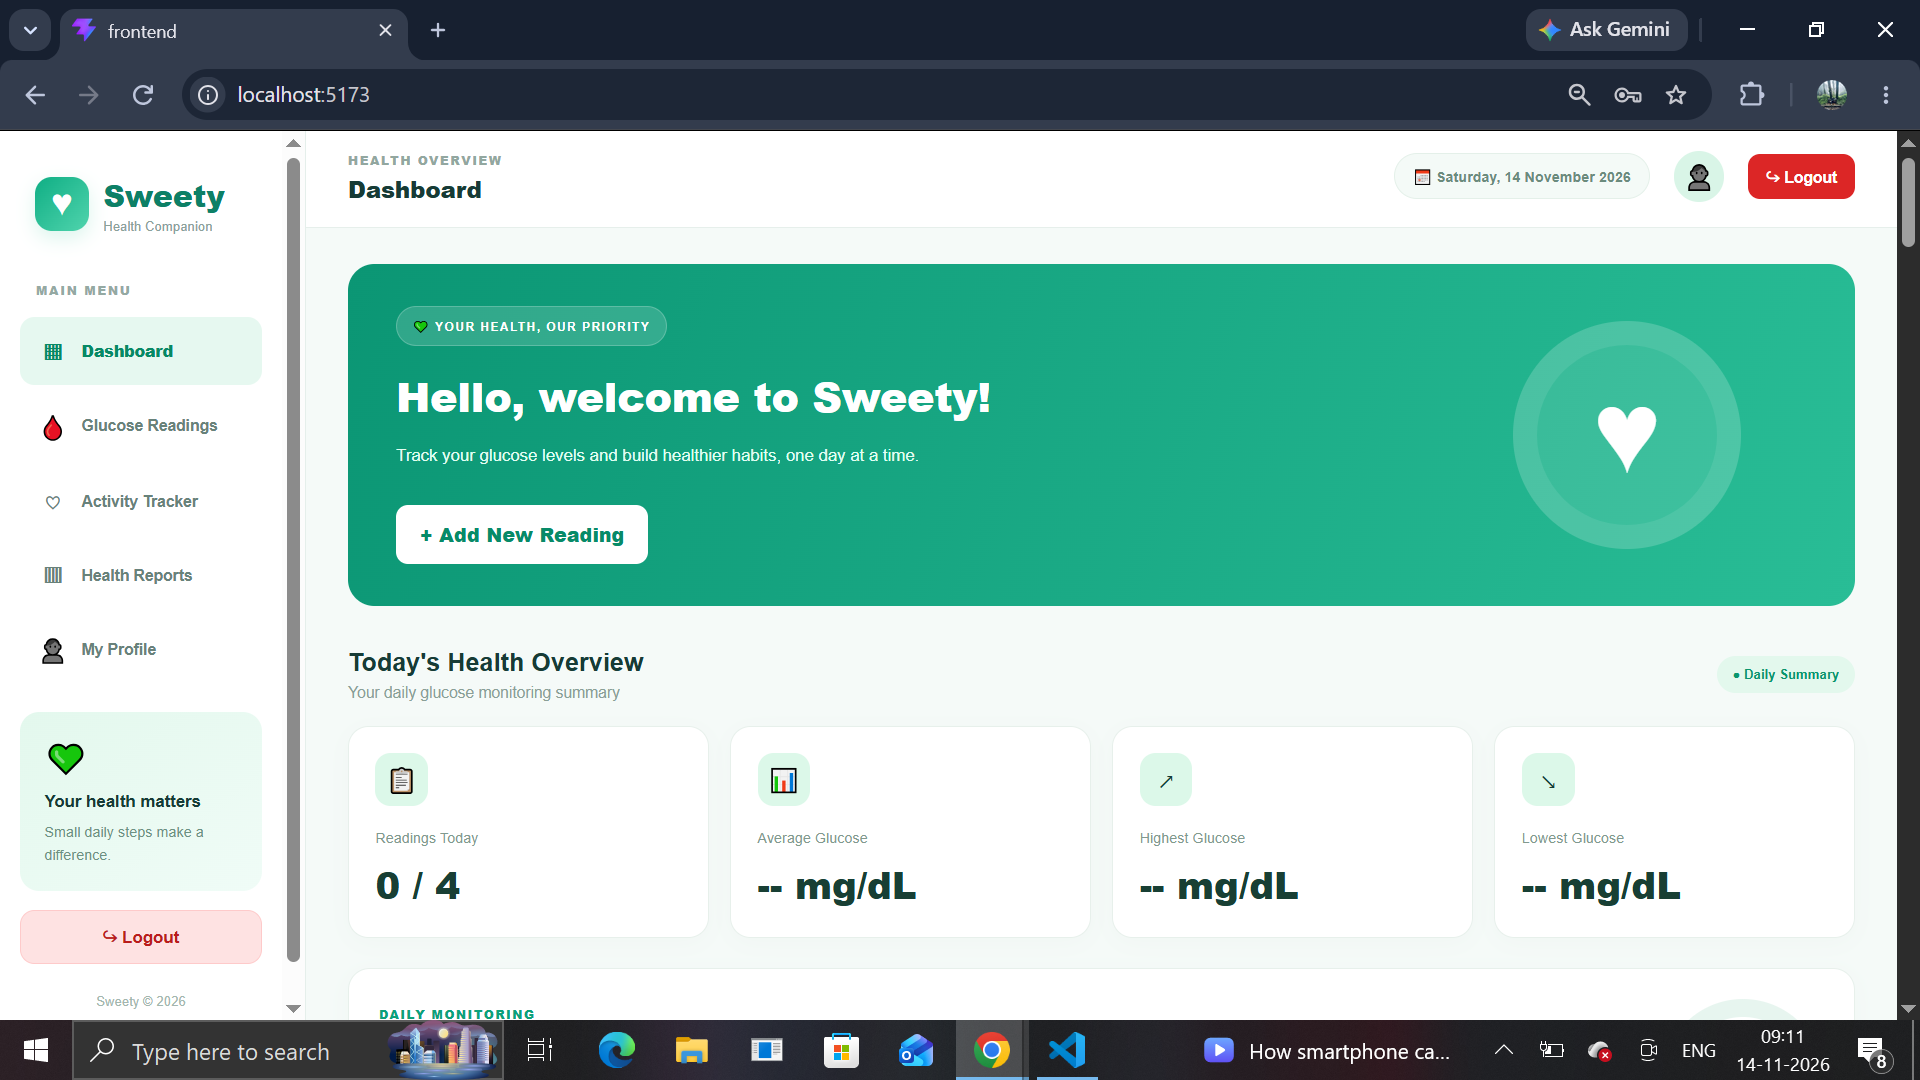 frontend
Ask Gemini
localhost:5173
Sweety
Health Companion
MAIN MENU
Dashboard
Glucose Readings
Activity Tracker
Health Reports
My Profile
Your health matters
Small daily steps make a
difference.
↪ Logout
Sweety © 2026
HEALTH OVERVIEW
Dashboard
Saturday, 14 November 2026
↪ Logout
YOUR HEALTH, OUR PRIORITY
Hello, welcome to Sweety!
Track your glucose levels and build healthier habits, one day at a time.
+ Add New Reading
Today's Health Overview
Your daily glucose monitoring summary
• Daily Summary
Readings Today
0 / 4
Average Glucose
-- mg/dL
Highest Glucose
-- mg/dL
Lowest Glucose
-- mg/dL
DAILY MONITORING
Type here to search
How smartphone ca...
ENG
09:11
14-11-2026
8